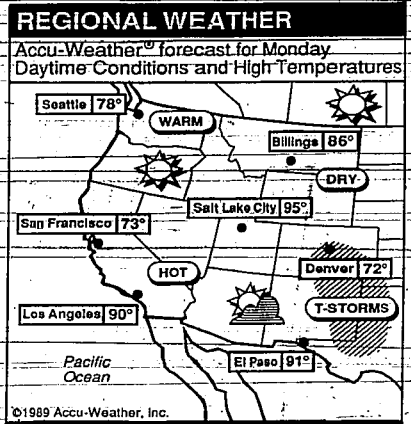 REGIONAL WEATHER
Accu-Weather® forecast for Monday
Daytime Conditions and High Temperatures
Seattle 78°
WARM
Billings 86°
DRY
Salt Lake City 95°
San Francisco 73°
HOT
Denver 72°
Los Angeles 90°
T-STORMS
El Paso 91°
Pacific
Ocean
©1989 Accu-Weather, Inc.